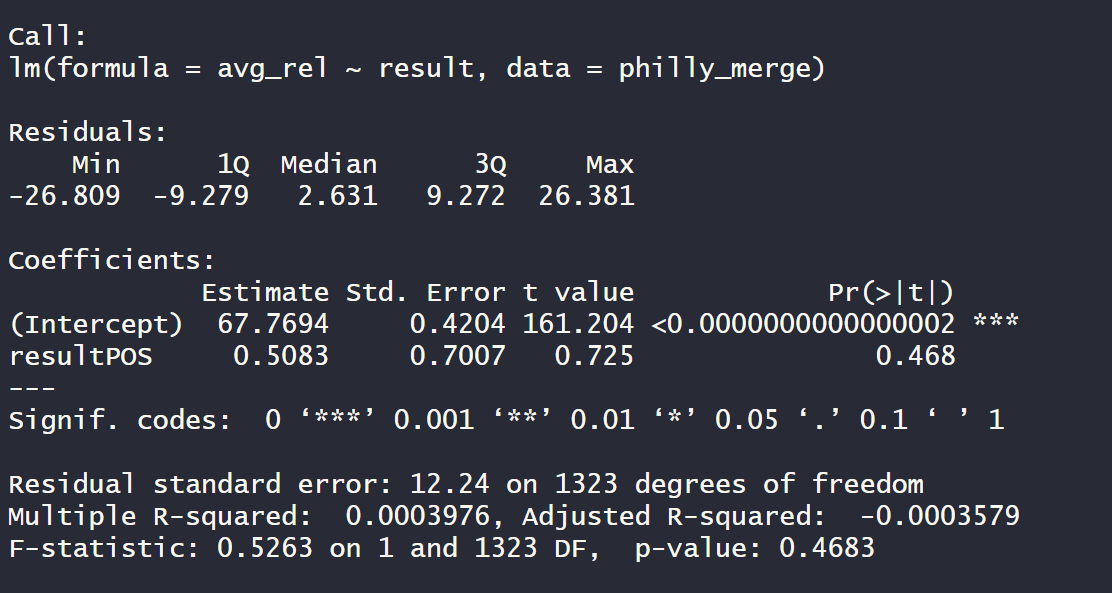 Call:
lm(formula = avg_rel ~ result, data = philly_merge)
Residuals:
    Min      1Q  Median      3Q     Max
-26.809  -9.279   2.631   9.272  26.381
Coefficients:
            Estimate Std. Error t value            Pr(>|t|)
(Intercept)  67.7694     0.4204 161.204 <0.0000000000000002 ***
resultPOS     0.5083     0.7007   0.725               0.468
---
Signif. codes:  0 ‘***’ 0.001 ‘**’ 0.01 ‘*’ 0.05 ‘.’ 0.1 ‘ ’ 1
Residual standard error: 12.24 on 1323 degrees of freedom
Multiple R-squared:  0.0003976, Adjusted R-squared:  -0.0003579
F-statistic: 0.5263 on 1 and 1323 DF,  p-value: 0.4683